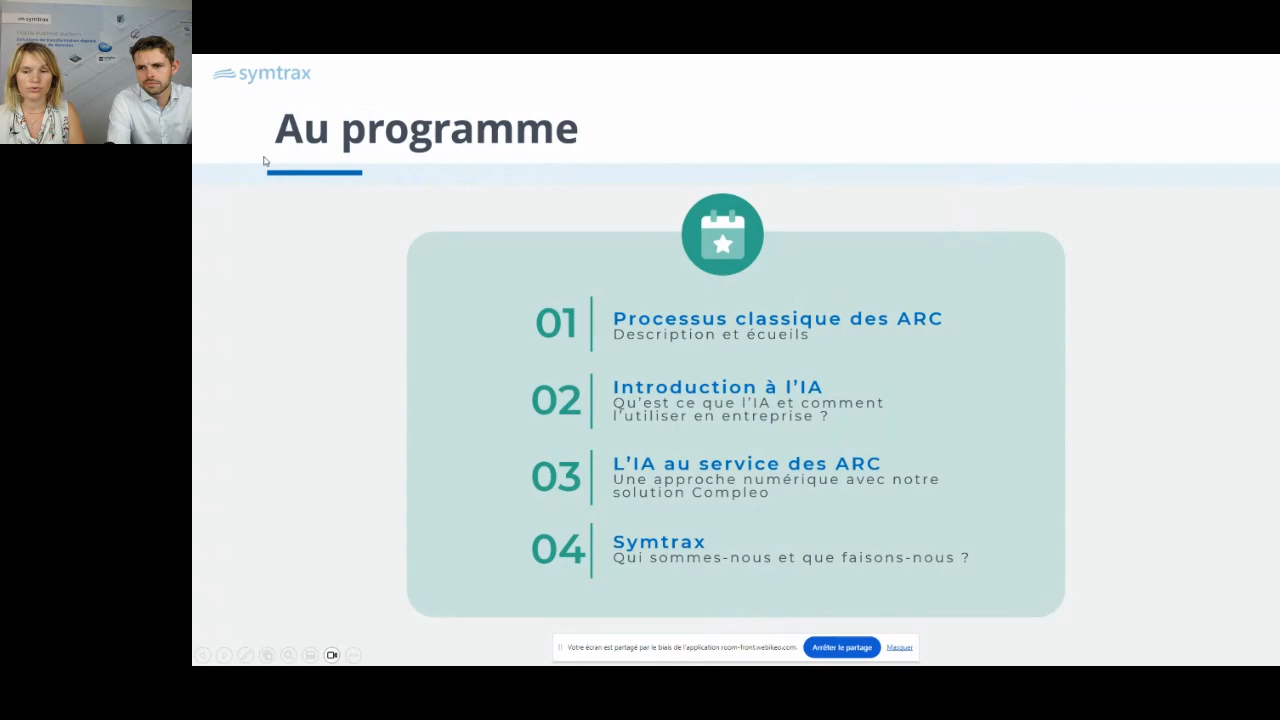 symtrax
symtrax
Au programme
01
Processus classique des ARC
Description et écueils
02
Introduction à l'IA
Qu'est ce que l'IA et comment
l'utiliser en entreprise ?
03
L'IA au service des ARC
Une approche numérique avec notre
solution Compleo
04
Symtrax
Qui sommes-nous et que faisons-nous ?
Votre écran est partagé par le biais de l'application room-front.webikeo.com.
Arrêter le partage
Masquer